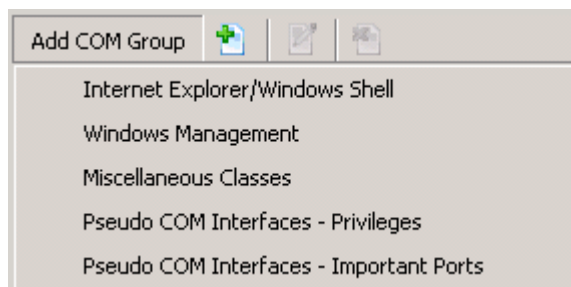 Add COM Group
Internet Explorer/Windows Shell
Windows Management
Miscellaneous Classes
Pseudo COM Interfaces - Privileges
Pseudo COM Interfaces - Important Ports